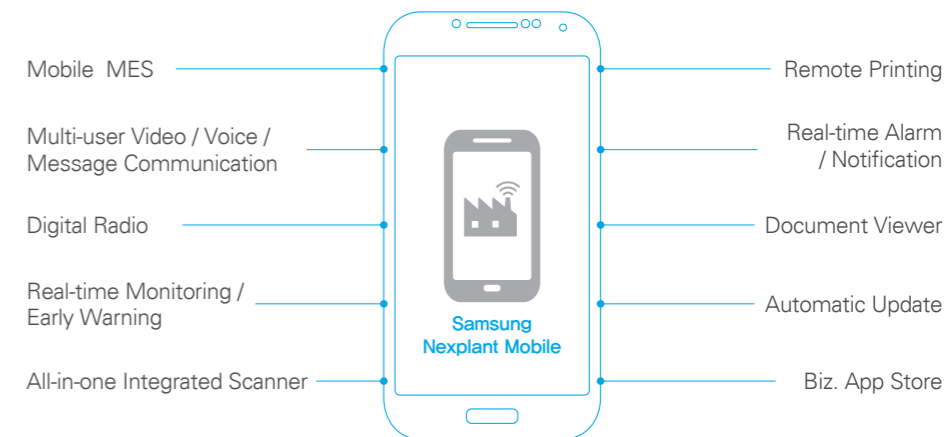 Mobile MES
Multi-user Video / Voice /
Message Communication
Digital Radio
Real-time Monitoring /
Early Warning
All-in-one Integrated Scanner
Samsung
Nexplant Mobile
Remote Printing
Real-time Alarm
/ Notification
Document Viewer
Automatic Update
Biz. App Store